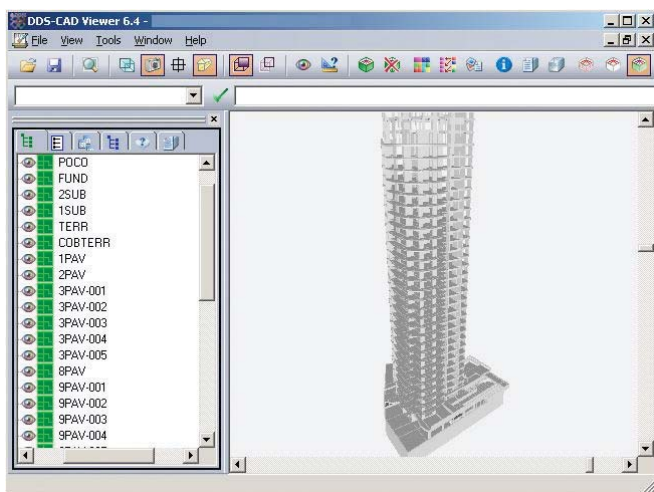 DDS-CAD Viewer 6.4 -
File View Tools Window Help
POCO
FUND
2SUB
1SUB
TERR
COBTERR
1PAV
2PAV
3PAV-001
3PAV-002
3PAV-003
3PAV-004
3PAV-005
8PAV
9PAV-001
9PAV-002
9PAV-003
9PAV-004